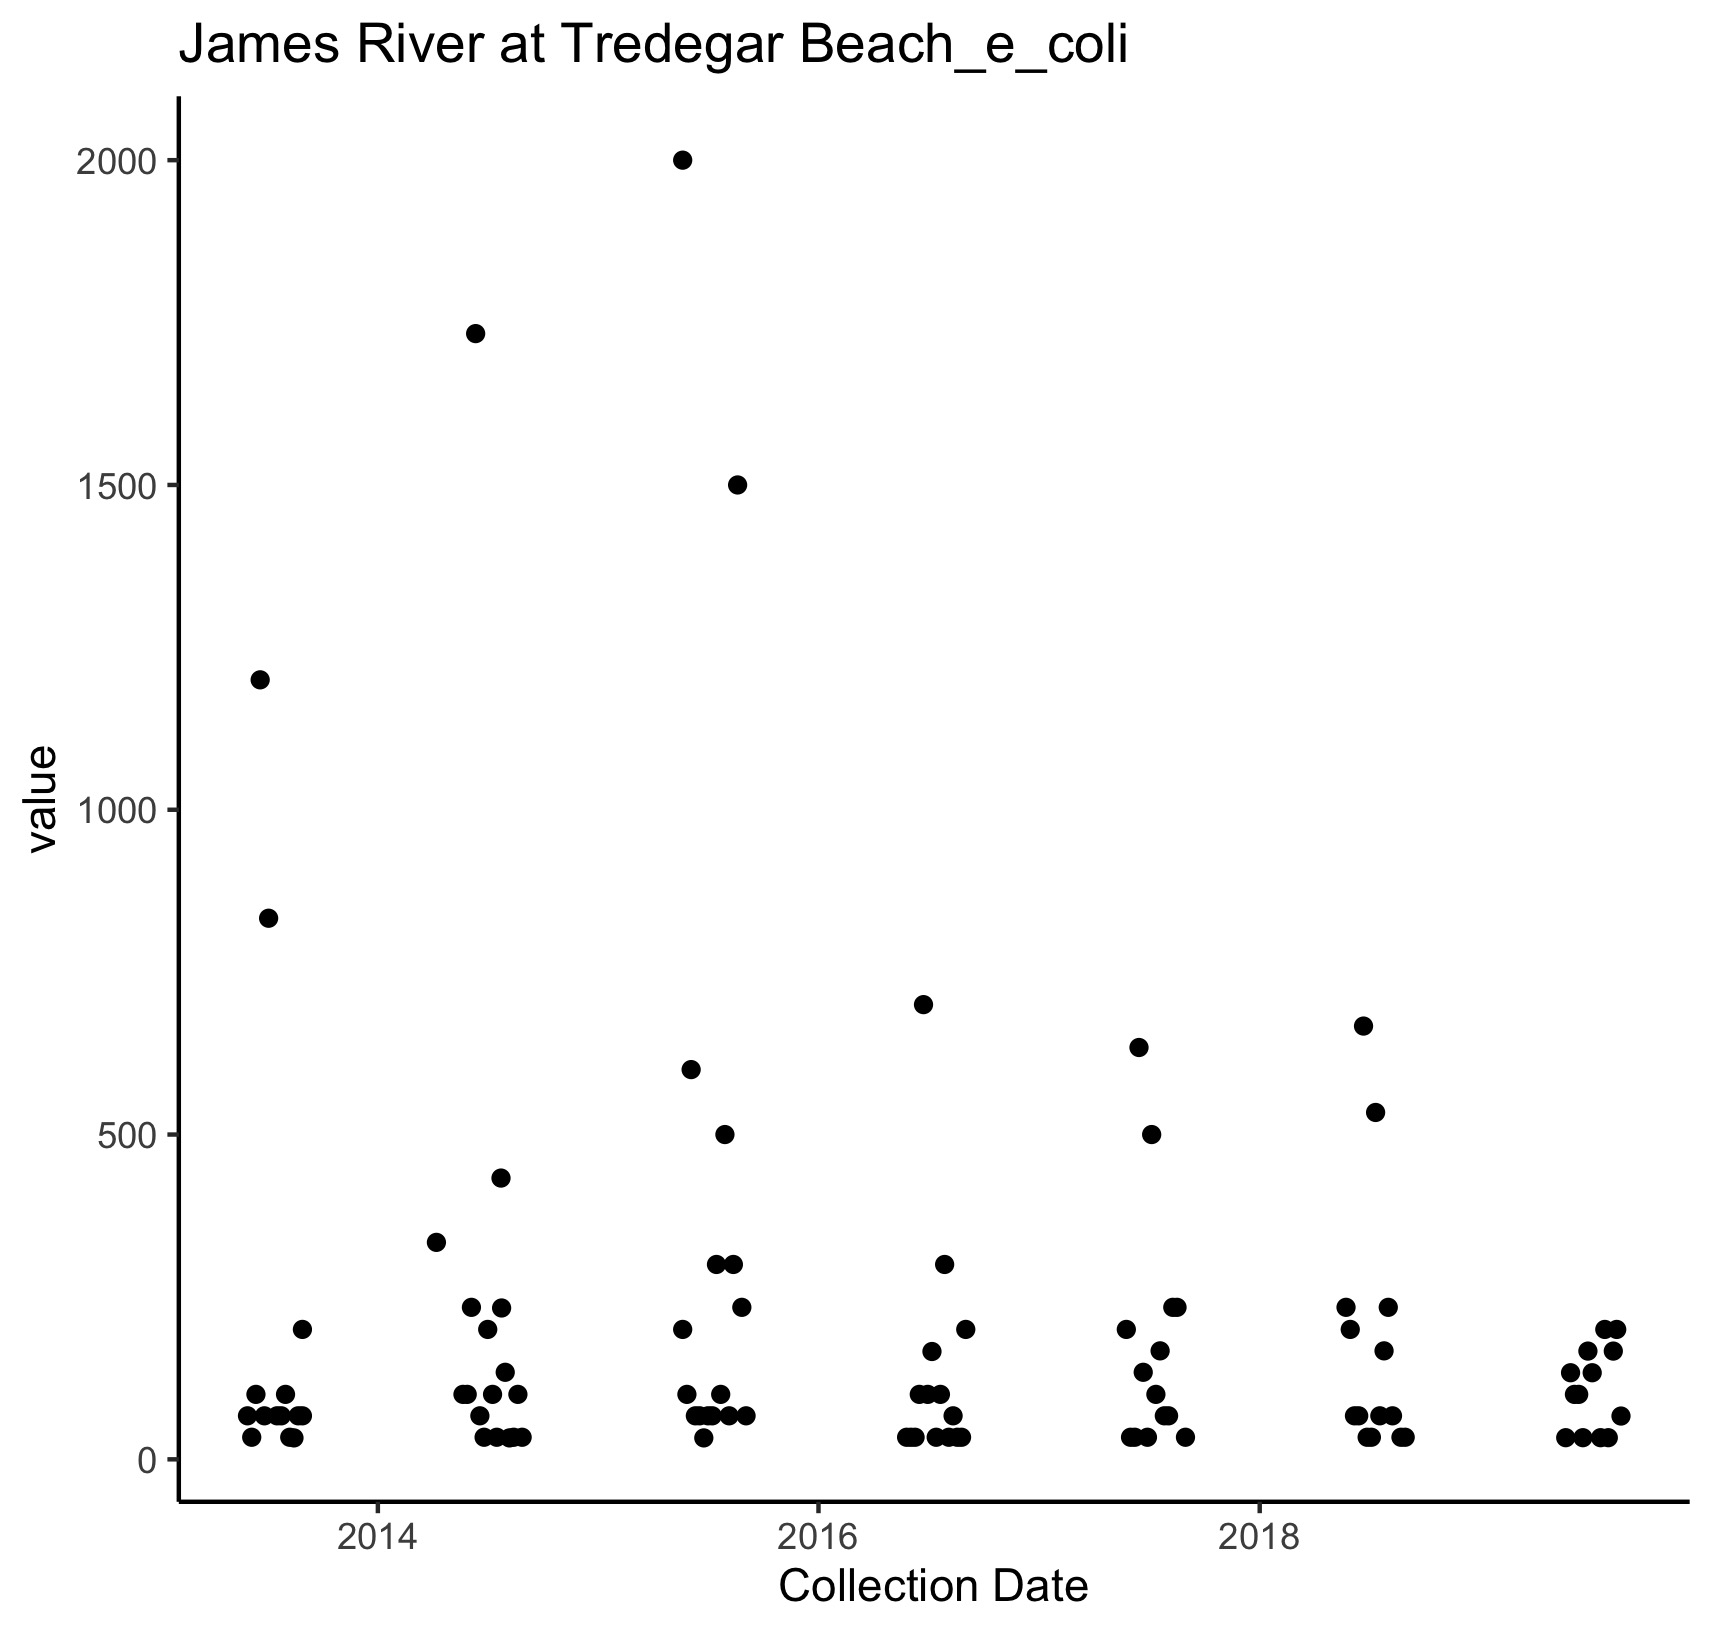 James River at Tredegar Beach_e_coli
2000
1500
1000
500
0
value
2014 2016 2018
Collection Date